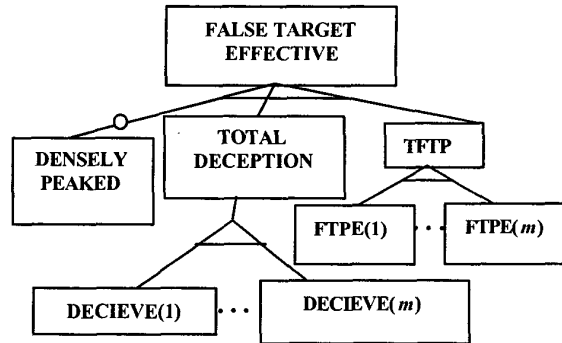 FALSE TARGET
EFFECTIVE
DENSELY
PEAKED
TOTAL
DECEPTION
TFTP
FTPE(1)
• • •
FTPE(m)
DECIEVE(1)
• • •
DECIEVE(m)